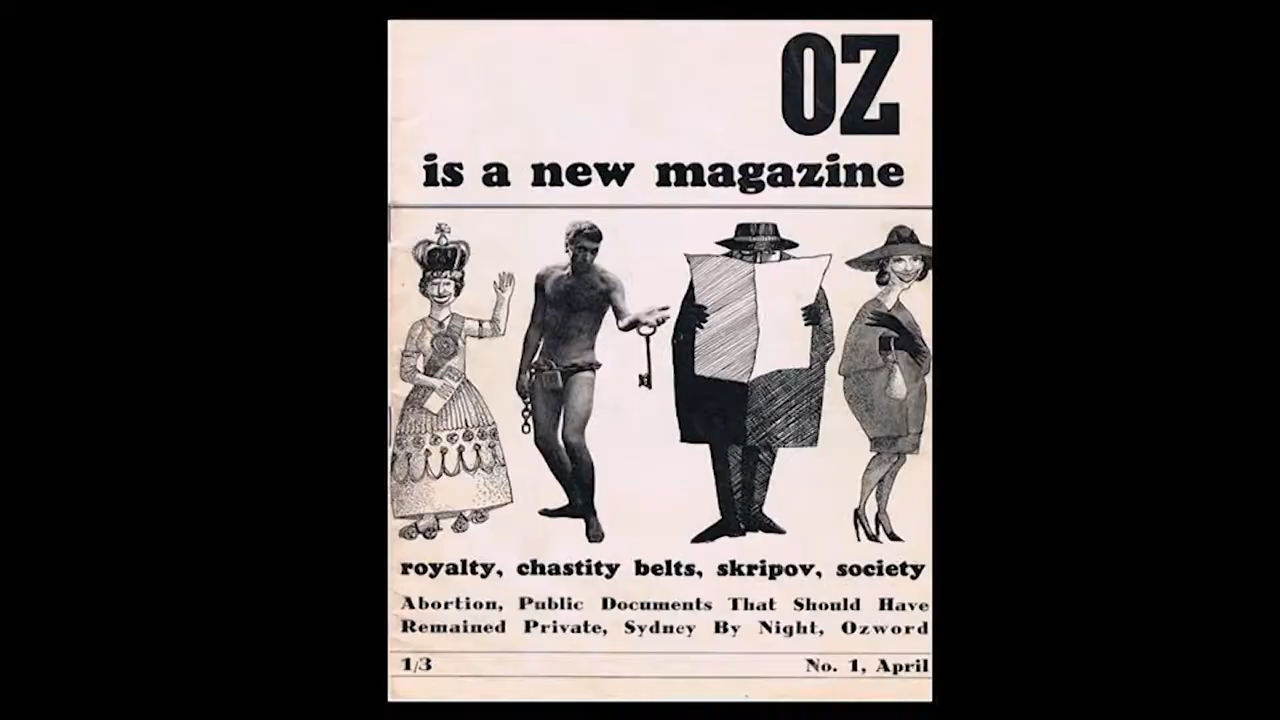 OZ
is a new magazine
royalty, chastity belts, skripov, society
Abortion, Public Documents That Should Have
Remained Private, Sydney By Night, Ozword
1/3 No. 1, April